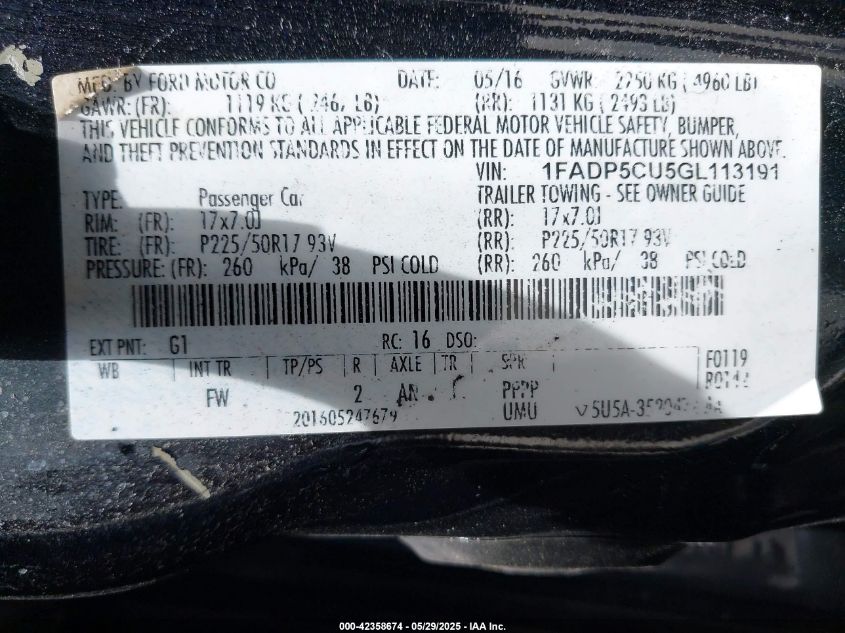 MFG. BY FORD MOTOR CO DATE: 05/16 GVWR: 2250 KG ( 4960 LB)
GAWR: (FR): 1119 KG ( 2467 LB) (RR): 1131 KG ( 2493 LB)
THIS VEHICLE CONFORMS TO ALL APPLICABLE FEDERAL MOTOR VEHICLE SAFETY, BUMPER,
AND THEFT PREVENTION STANDARDS IN EFFECT ON THE DATE OF MANUFACTURE SHOWN ABOVE.
VIN: 1FADP5CU5GL113191
TYPE: Passenger Car TRAILER TOWING - SEE OWNER GUIDE
RIM: (FR): 17x7.0J (RR): 17x7.0J
TIRE: (FR): P225/50R17 93V (RR): P225/50R17 93V
PRESSURE: (FR): 260 kPa/ 38 PSI COLD (RR): 260 kPa/ 38 PSI COLD
EXT PNT: G1 RC: 16 DSO:
WB INT TR TP/PS R AXLE TR SPR F0119
FW 2 AN PPPP
201605247679 UMU
000-42358674 / 05/29/2025 - IAA Inc.